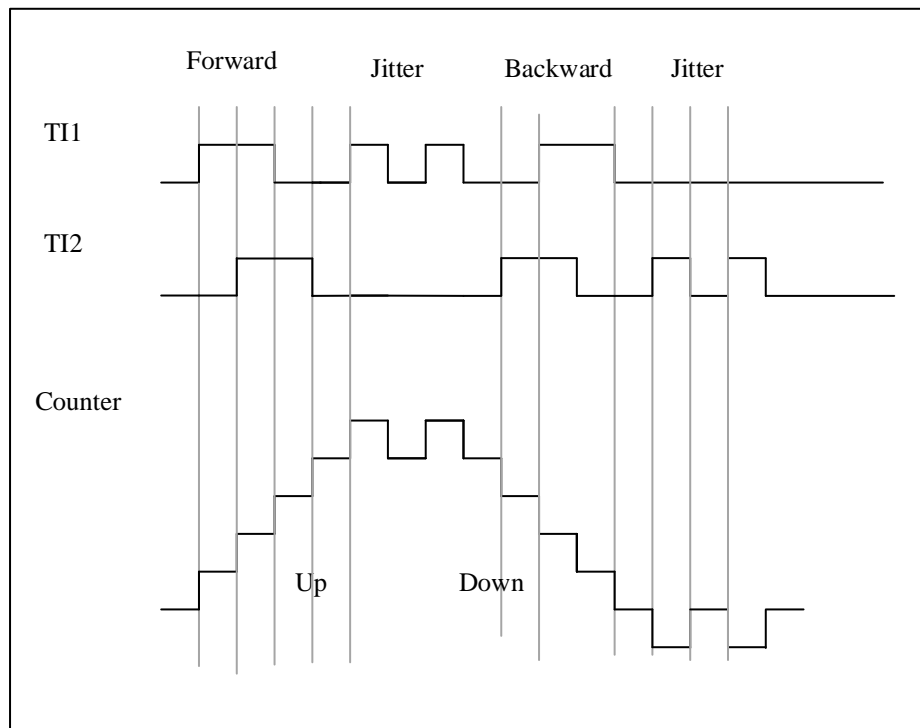 Forward
Jitter
Backward
Jitter
TI1
TI2
Counter
Up
Down